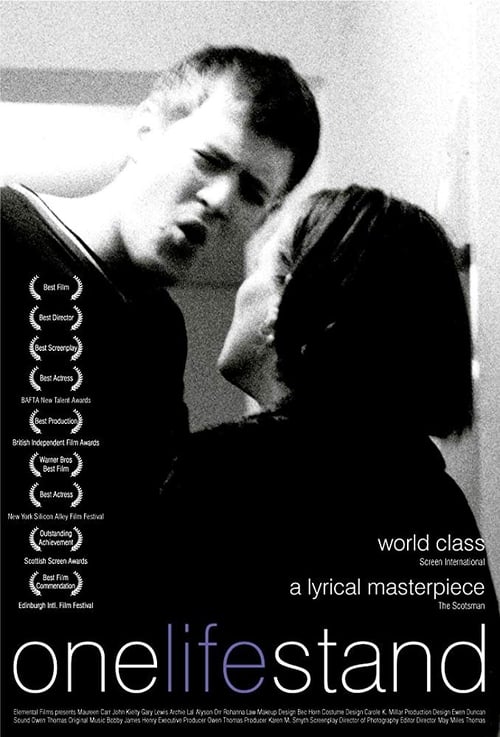 Best Film
Best Director
Best Screenplay
Best Actress
BAFTA New Talent Awards
Best Production
British Independent Film Awards
Warner Bros
Best Film
Best Actress
New York Silicon Alley Film Festival
Outstanding
Achievement
Scottish Screen Awards
Best Film
Commendation
Edinburgh Intl. Film Festival
world class
Screen International
a lyrical masterpiece
The Scotsman
onelifestand
Elemental Films presents Maureen Carr John Kielty Gary Lewis Archie Lal Alyson Orr Rohanna Law Makeup Design Bec Horn Costume Design Carole K. Millar Production Design Ewen Duncan
Sound Owen Thomas Original Music Bobby James Henry Executive Producer Owen Thomas Producer Karen M. Smyth Screenplay Director of Photography Editor Director May Miles Thomas